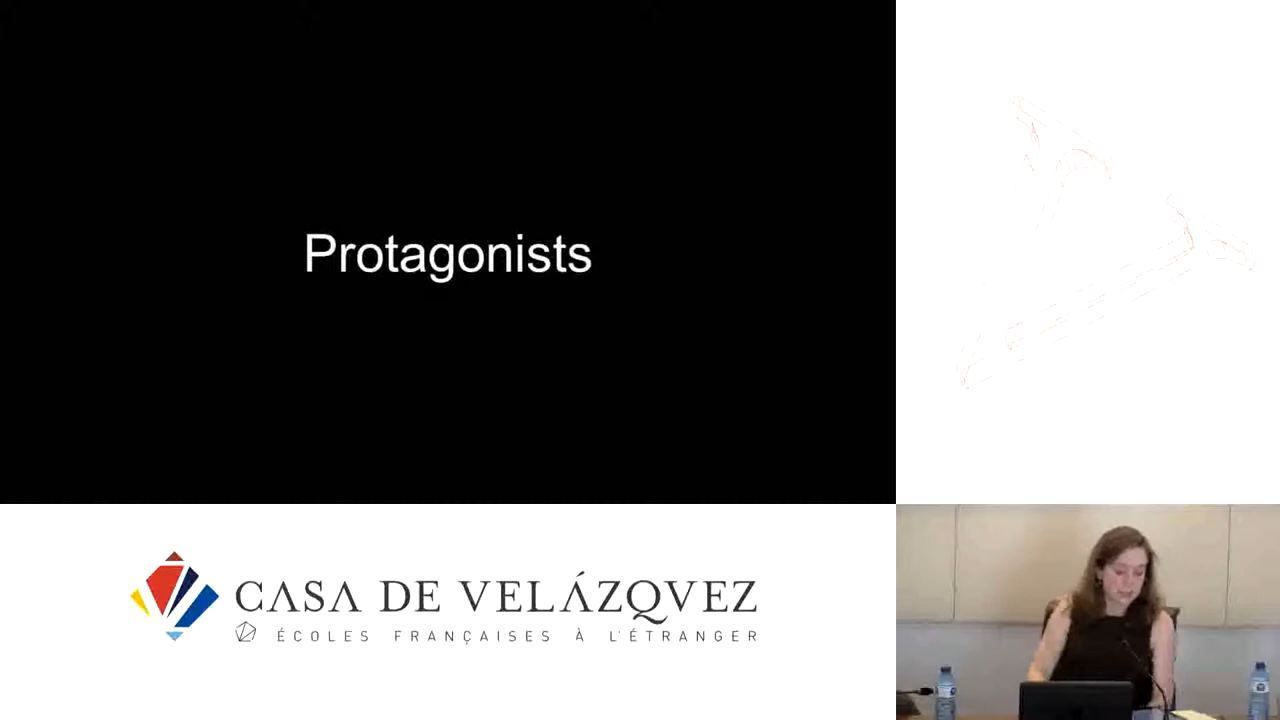 Protagonists
CASA DE VELÁZQVEZ
ÉCOLES FRANÇAISES À L'ÉTRANGER